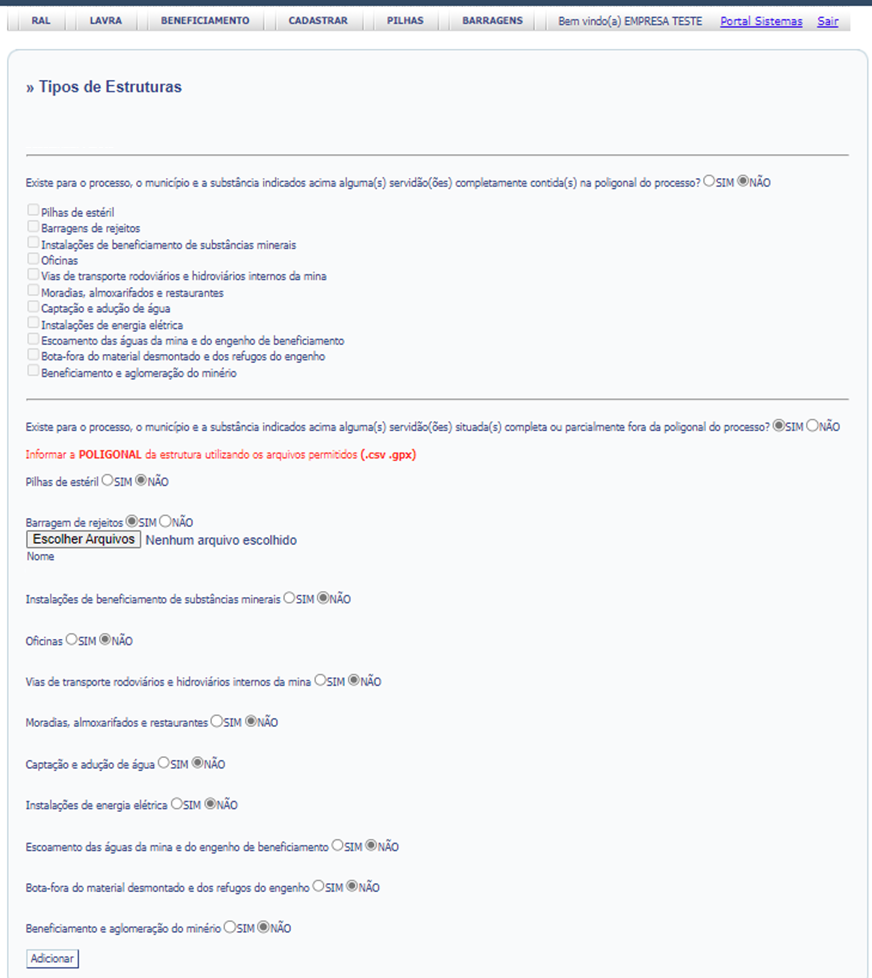 RAL LAVRA BENEFICIAMENTO CADASTRAR PILHAS BARRAGENS Bem vindo(a) EMPRESA TESTE Portal Sistemas Sair
» Tipos de Estruturas
Existe para o processo, o município e a substância indicados acima alguma(s) servidão(ões) completamente contida(s) na poligonal do processo? SIM NÃO
Pilhas de estéril
Barragens de rejeitos
Instalações de beneficiamento de substâncias minerais
Oficinas
Vias de transporte rodoviários e hidroviários internos da mina
Moradias, almoxarifados e restaurantes
Captação e adução de água
Instalações de energia elétrica
Escoamento das águas da mina e do engenho de beneficiamento
Bota-fora do material desmontado e dos refugos do engenho
Beneficiamento e aglomeração do minério
Existe para o processo, o município e a substância indicados acima alguma(s) servidão(ões) situada(s) completa ou parcialmente fora da poligonal do processo? SIM NÃO
Informar a POLIGONAL da estrutura utilizando os arquivos permitidos (.csv .gpx)
Pilhas de estéril SIM NÃO
Barragem de rejeitos SIM NÃO
Escolher Arquivos Nenhum arquivo escolhido
Nome
Instalações de beneficiamento de substâncias minerais SIM NÃO
Oficinas SIM NÃO
Vias de transporte rodoviários e hidroviários internos da mina SIM NÃO
Moradias, almoxarifados e restaurantes SIM NÃO
Captação e adução de água SIM NÃO
Instalações de energia elétrica SIM NÃO
Escoamento das águas da mina e do engenho de beneficiamento SIM NÃO
Bota-fora do material desmontado e dos refugos do engenho SIM NÃO
Beneficiamento e aglomeração do minério SIM NÃO
Adicionar